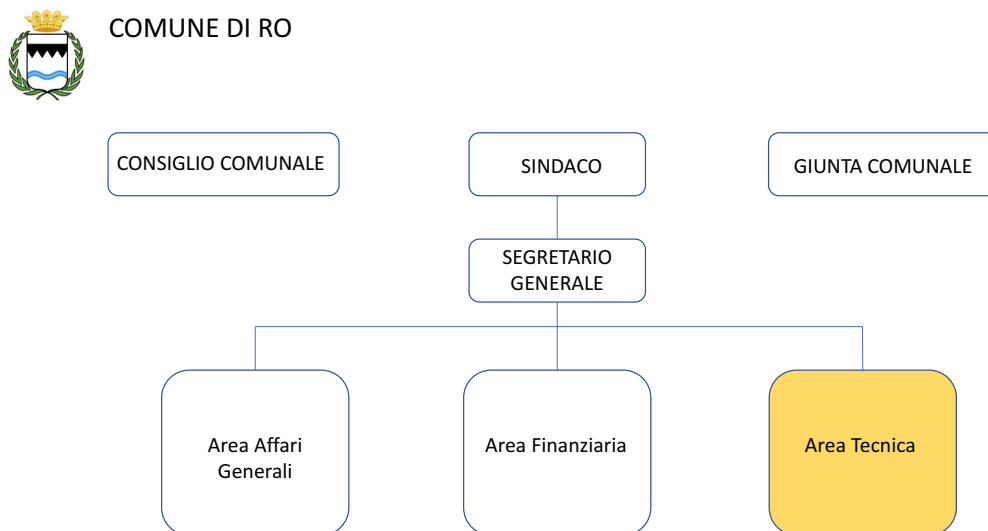 COMUNE DI RO
CONSIGLIO COMUNALE
SINDACO
GIUNTA COMUNALE
SEGRETARIO
GENERALE
Area Affari
Generali
Area Finanziaria
Area Tecnica